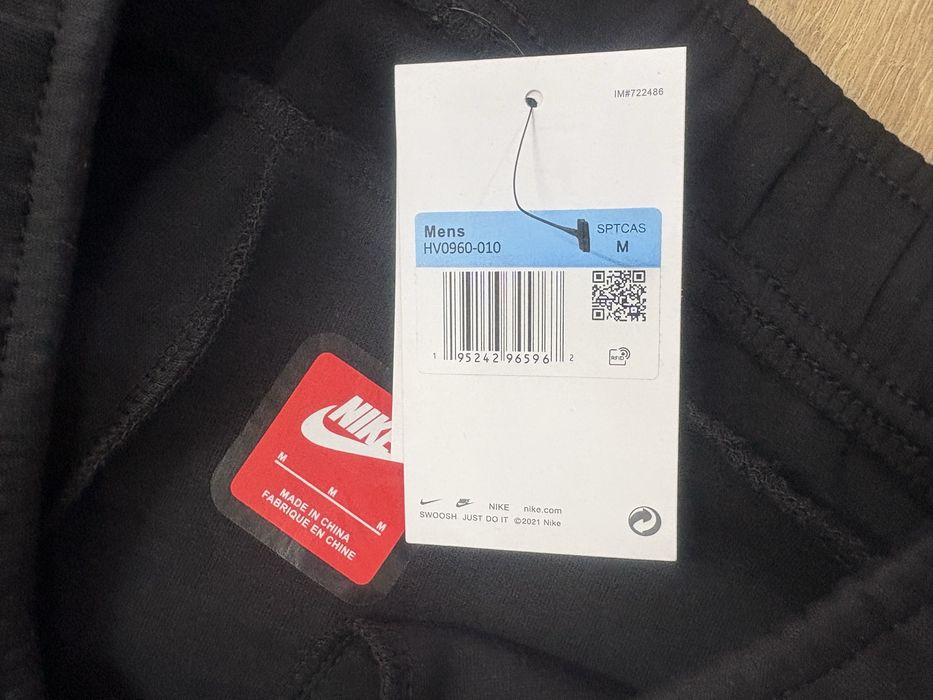 IM#722486
Mens SPTCAS
HV0960-010 M
1 95242 96596 2
RFID
NIKE
M
M
M
MADE IN CHINA
FABRIQUE EN CHINE
NIKE nike.com
SWOOSH JUST DO IT ©2021 Nike